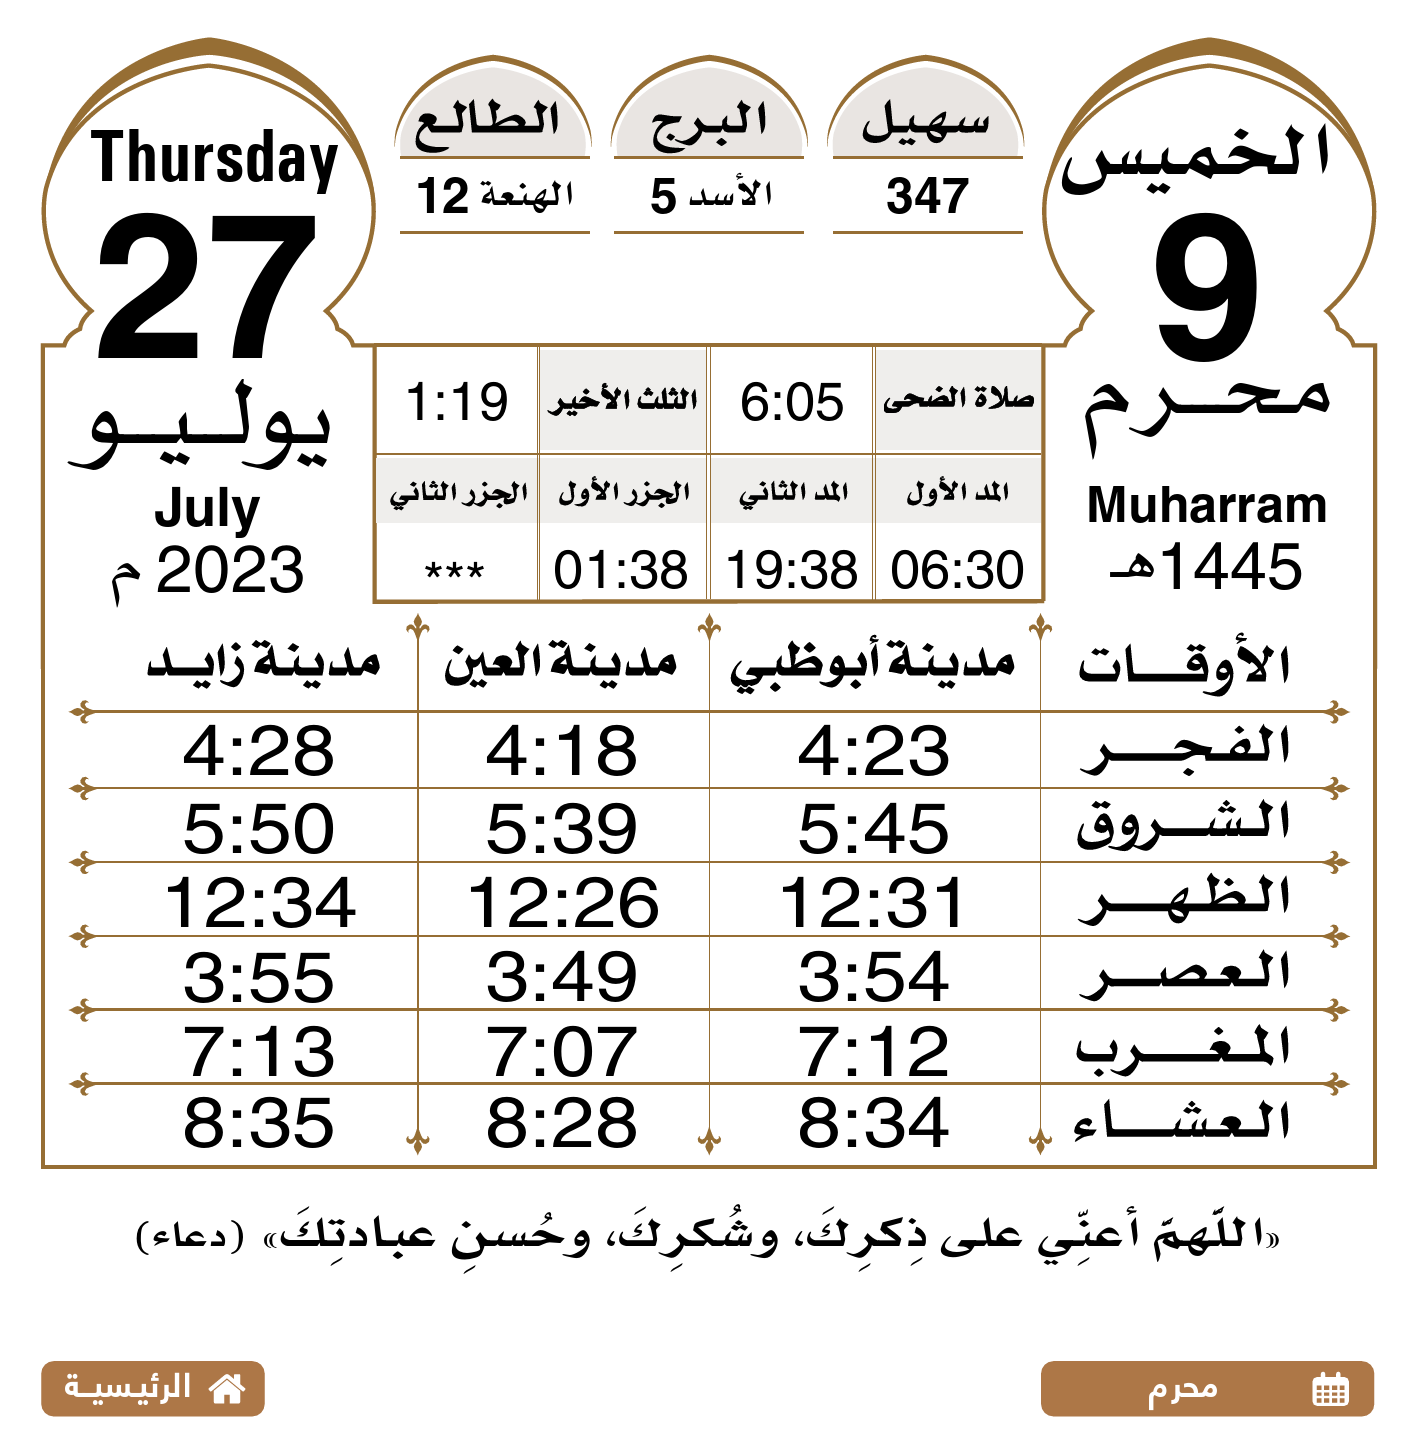 الخميس
9
محرم
Muharram
1445هـ
سهيل
347
البرج
الأسد 5
الطالع
الهنعة 12
Thursday
27
يوليو
July
2023 م
صلاة الضحى 6:05 الثلث الأخير 1:19
المد الأول المد الثاني الجزر الأول الجزر الثاني
06:30 19:38 01:38 ***
الأوقات مدينة أبوظبي مدينة العين مدينة زايد
الفجر 4:23 4:18 4:28
الشروق 5:45 5:39 5:50
الظهر 12:31 12:26 12:34
العصر 3:54 3:49 3:55
المغرب 7:12 7:07 7:13
العشاء 8:34 8:28 8:35
«اللّهمّ أعنِّي على ذِكرِكَ، وشُكرِكَ، وحُسنِ عبادتِكَ» (دعاء)
محرم
الرئيسية